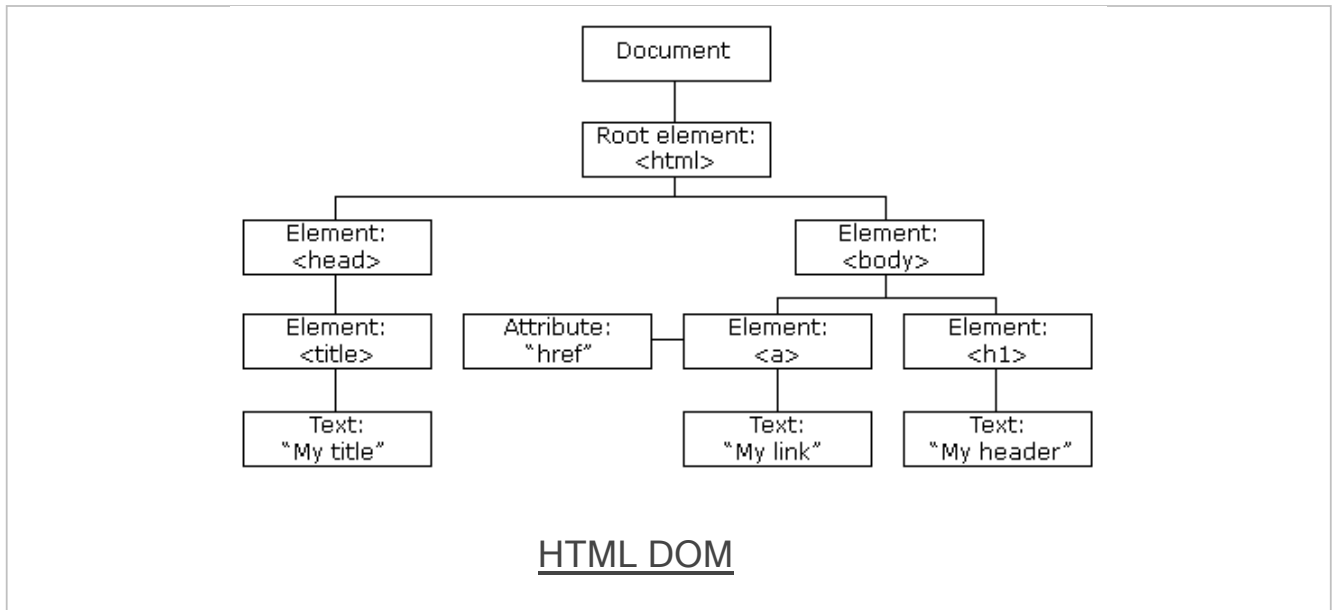 Document
Root element:
<html>
Element:
<head>
Element:
<body>
Element:
<title>
Attribute:
“href”
Element:
<a>
Element:
<h1>
Text:
“My title”
Text:
“My link”
Text:
“My header”
HTML DOM